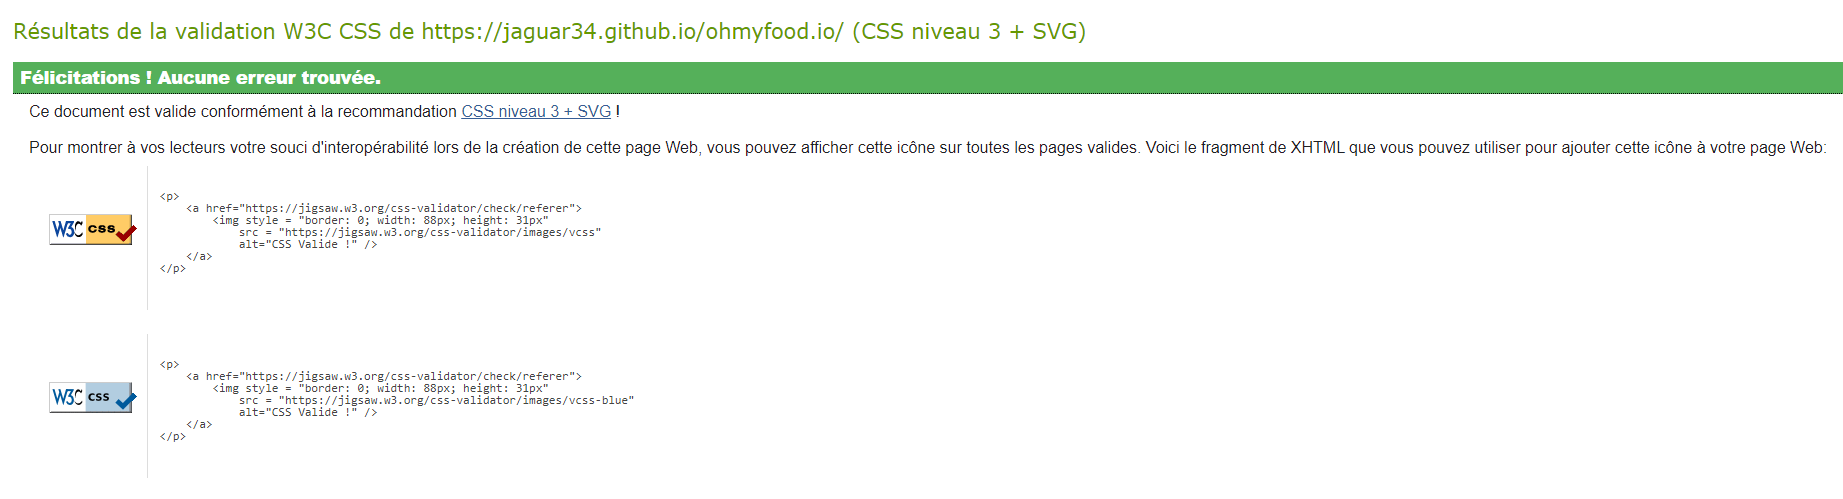 Résultats de la validation W3C CSS de https://jaguar34.github.io/ohmyfood.io/ (CSS niveau 3 + SVG)
Félicitations ! Aucune erreur trouvée.
Ce document est valide conformément à la recommandation CSS niveau 3 + SVG !
Pour montrer à vos lecteurs votre souci d'interopérabilité lors de la création de cette page Web, vous pouvez afficher cette icône sur toutes les pages valides. Voici le fragment de XHTML que vous pouvez utiliser pour ajouter cette icône à votre page Web:
W3C css
<p>
<a href="https://jigsaw.w3.org/css-validator/check/referer">
<img style = "border: 0; width: 88px; height: 31px"
src = "https://jigsaw.w3.org/css-validator/images/vcss"
alt="CSS Valide !" />
</a>
</p>
W3C css
<p>
<a href="https://jigsaw.w3.org/css-validator/check/referer">
<img style = "border: 0; width: 88px; height: 31px"
src = "https://jigsaw.w3.org/css-validator/images/vcss-blue"
alt="CSS Valide !" />
</a>
</p>